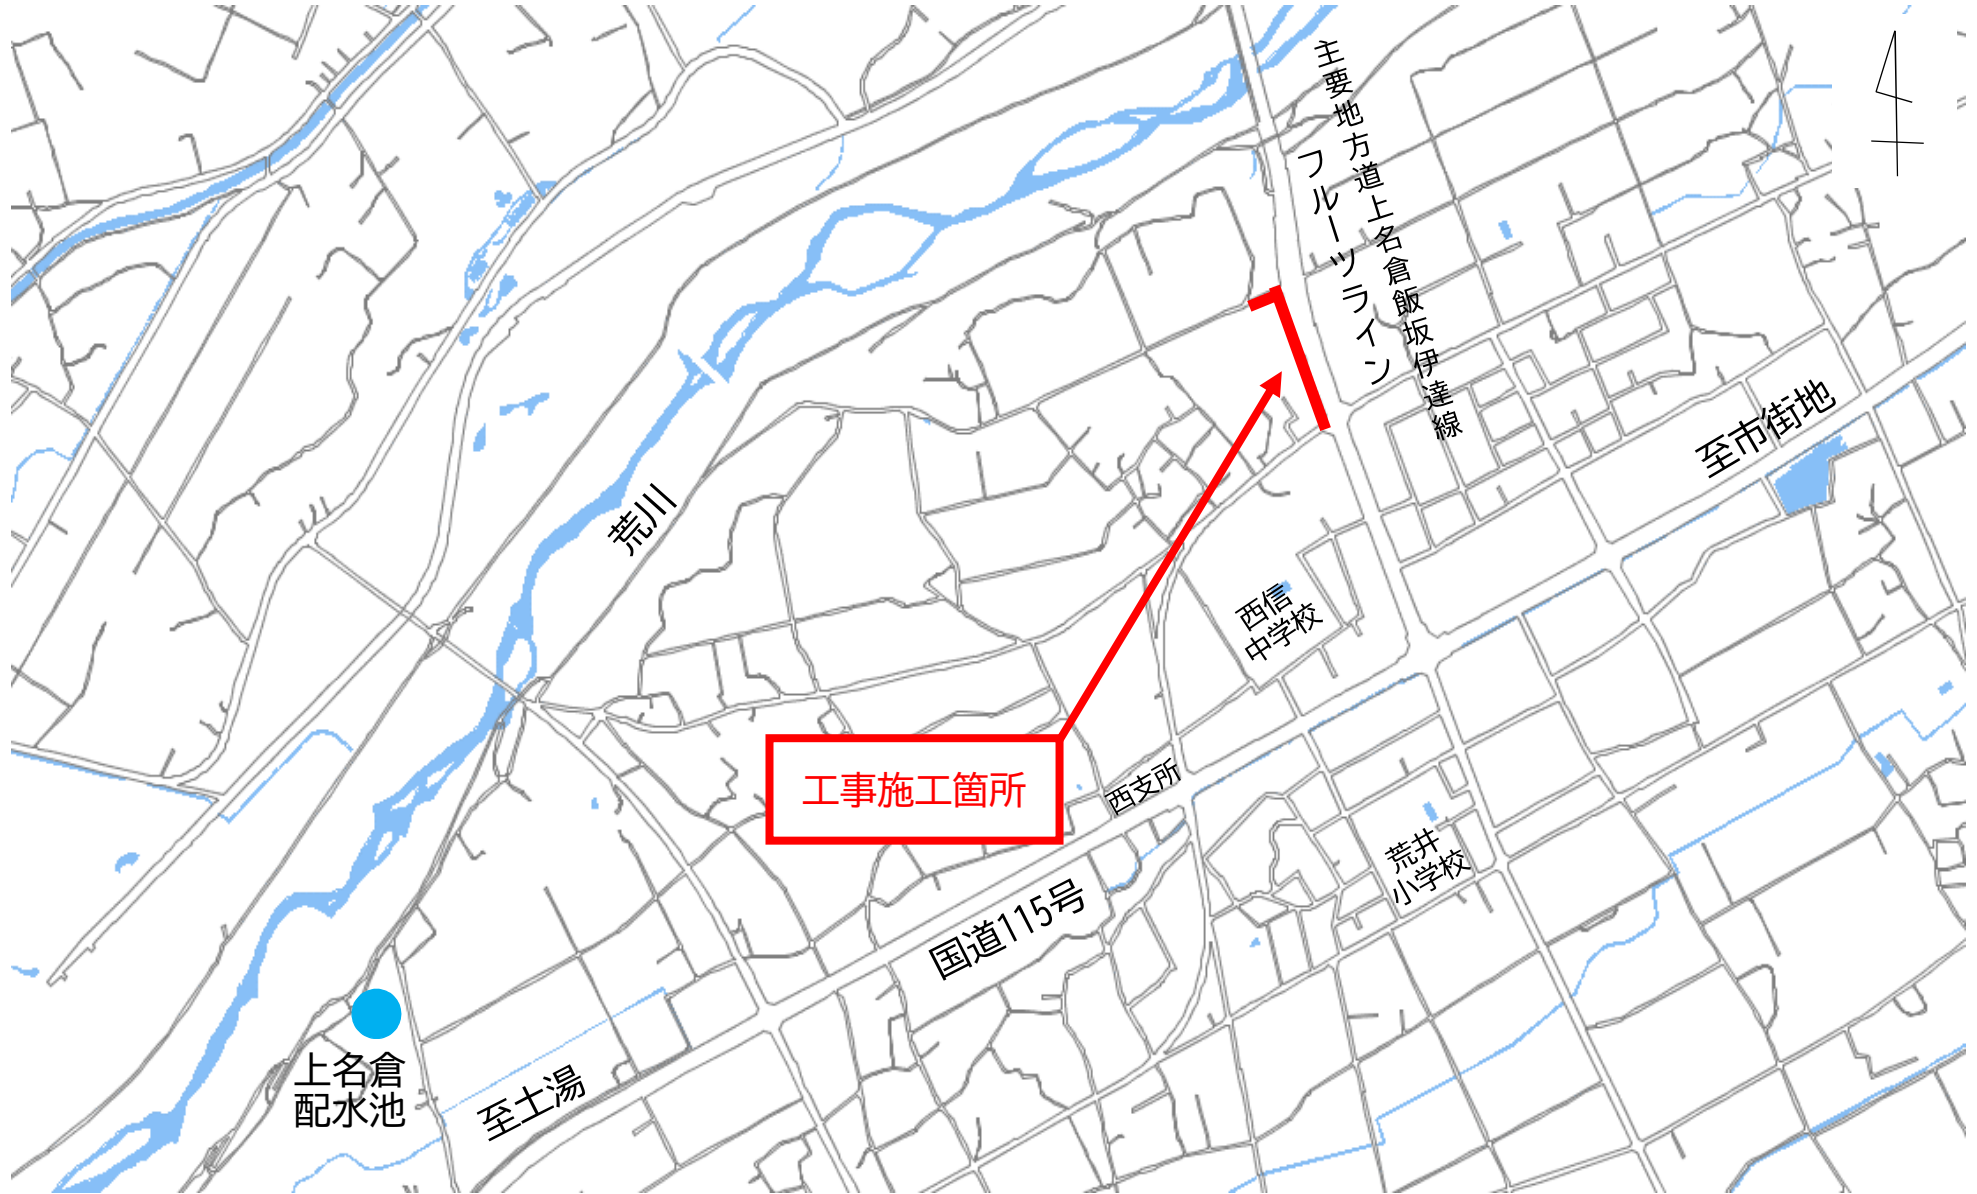 主要地方道上名倉飯坂伊達線
フルーツライン
至市街地
荒川
西信
中学校
工事施工箇所
西支所
荒井
小学校
国道115号
上名倉
配水池
至土湯